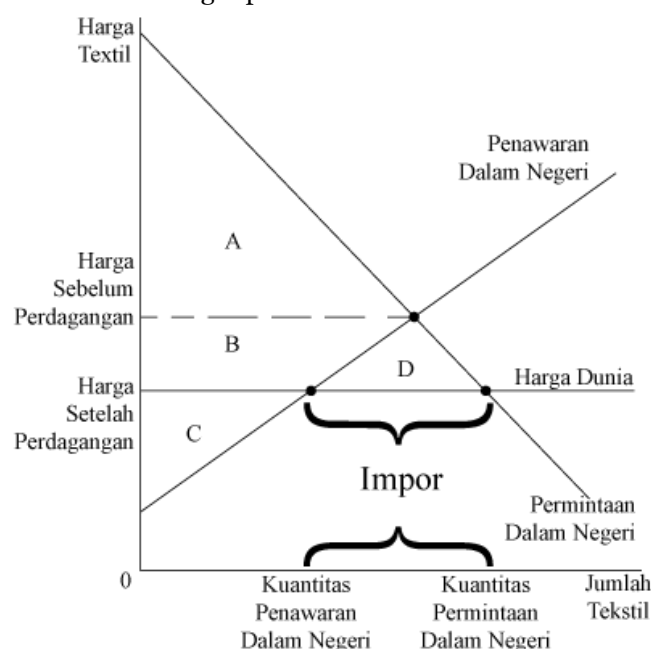 Harga
Textil
Penawaran
Dalam Negeri
A
Harga
Sebelum
Perdagangan
B
D
Harga Dunia
Harga
Setelah
Perdagangan
C
Impor
Permintaan
Dalam Negeri
0
Kuantitas
Penawaran
Dalam Negeri
Kuantitas
Permintaan
Dalam Negeri
Jumlah
Tekstil